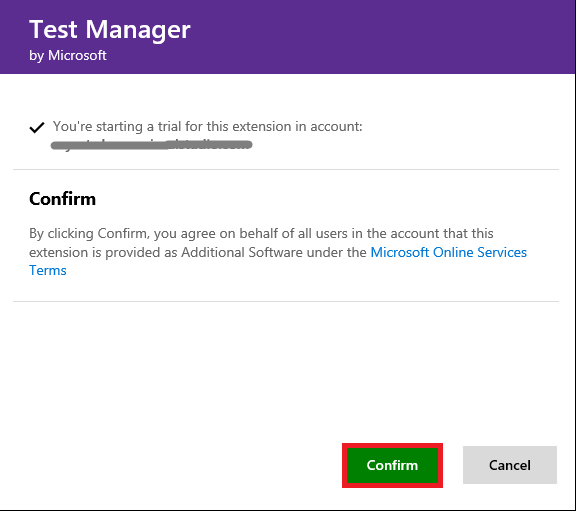 Test Manager
by Microsoft
You're starting a trial for this extension in account:
Confirm
By clicking Confirm, you agree on behalf of all users in the account that this
extension is provided as Additional Software under the Microsoft Online Services
Terms
Confirm
Cancel